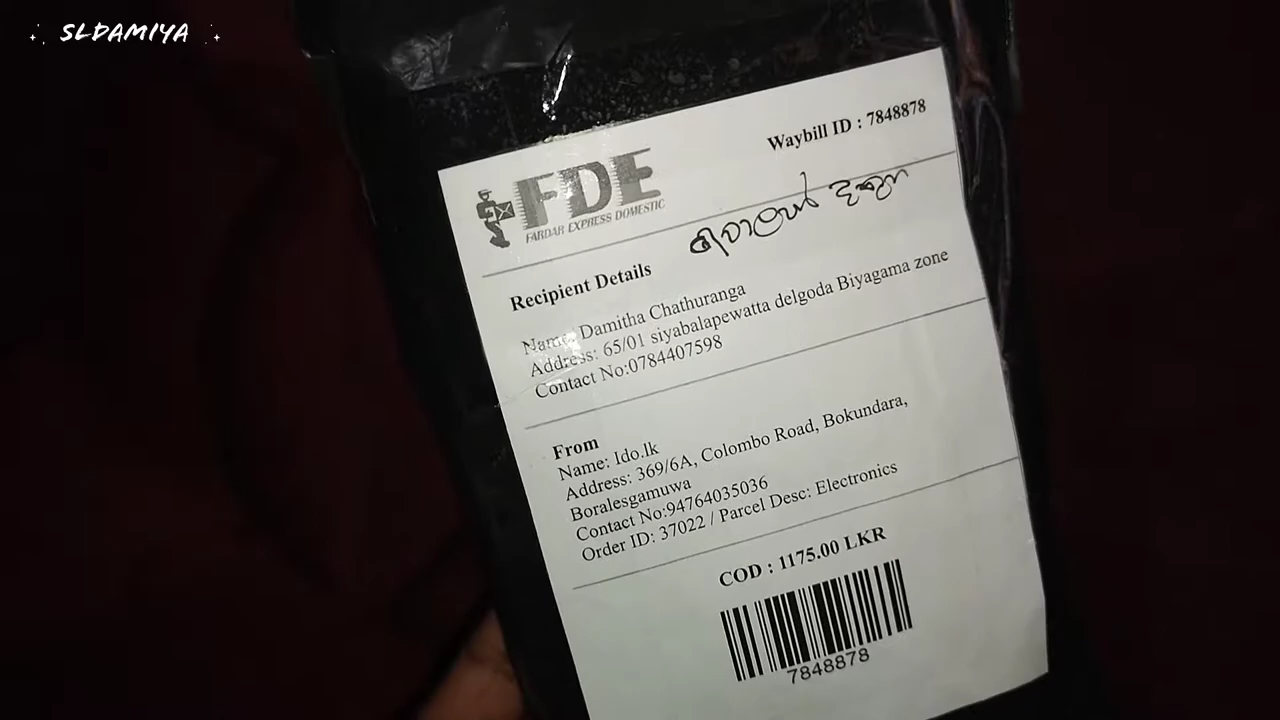 SLDAMIYA
Waybill ID : 7848878
FDE
FARDAR EXPRESS DOMESTIC
Recipient Details
Name: Damitha Chathuranga
Address: 65/01 siyabalapewatta delgoda Biyagama zone
Contact No:0784407598
From
Name: Ido.lk
Address: 369/6A, Colombo Road, Bokundara,
Boralesgamuwa
Contact No:94764035036
Order ID: 37022 / Parcel Desc: Electronics
COD : 1175.00 LKR
7848878